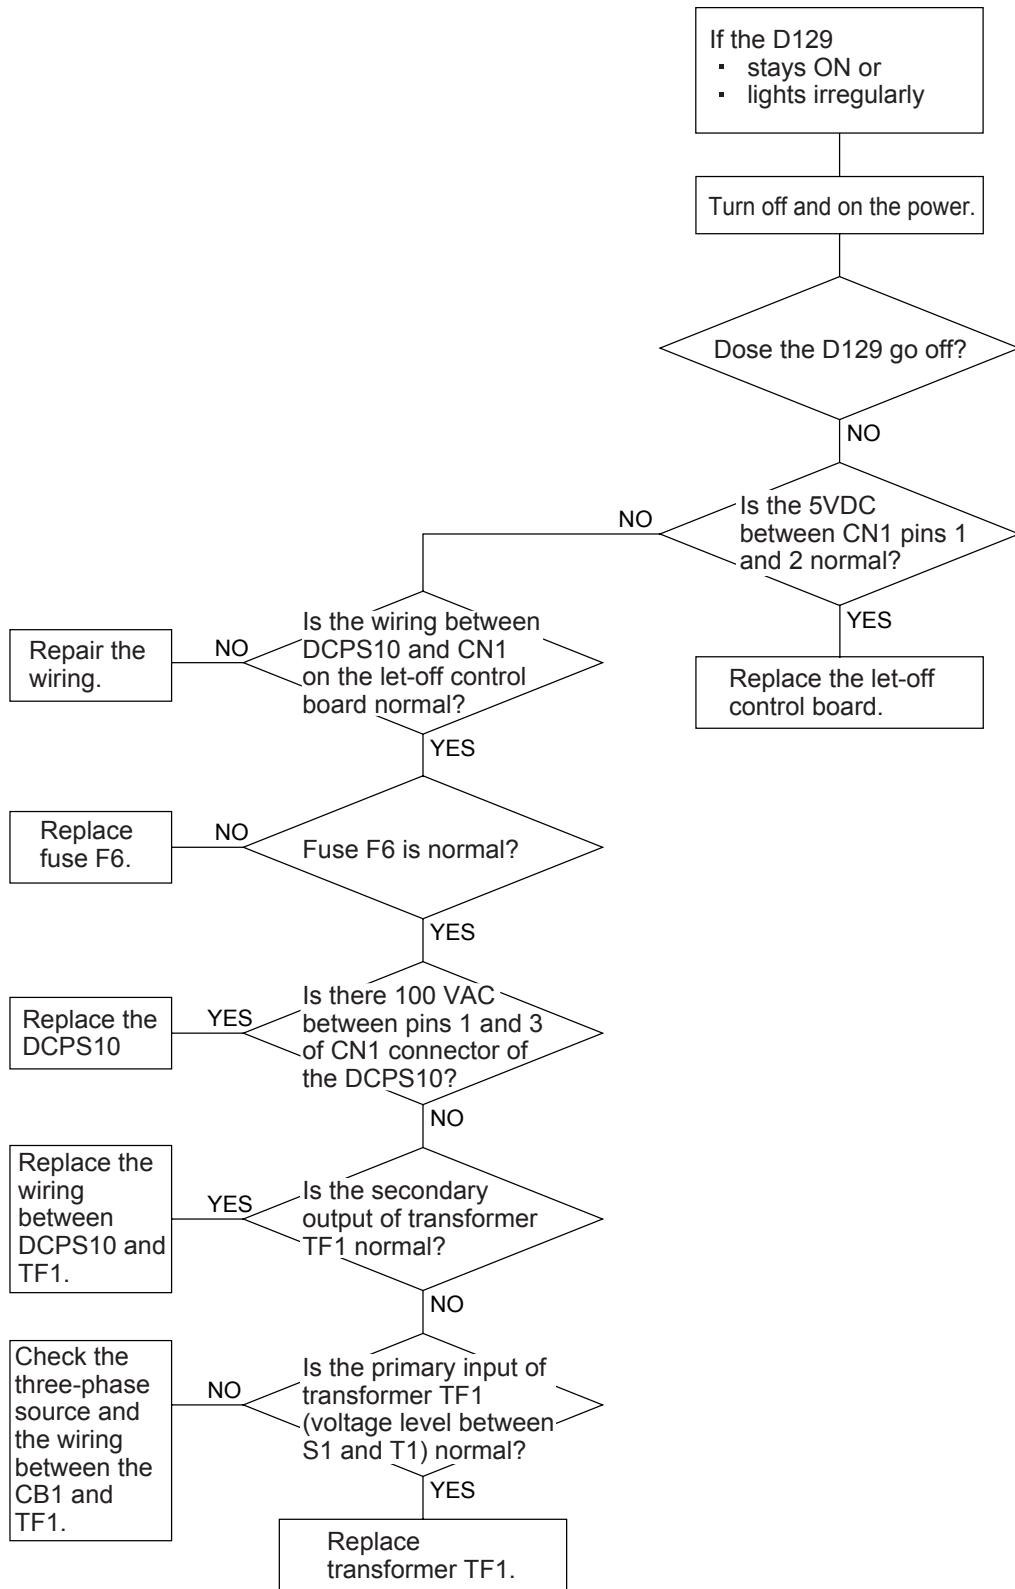 If the D129
▪ stays ON or
▪ lights irregularly
Turn off and on the power.
Dose the D129 go off?
NO
Is the 5VDC
between CN1 pins 1
and 2 normal?
NO
YES
Replace the let-off
control board.
Is the wiring between
DCPS10 and CN1
on the let-off control
board normal?
NO
Repair the
wiring.
YES
Fuse F6 is normal?
NO
Replace
fuse F6.
YES
Is there 100 VAC
between pins 1 and 3
of CN1 connector of
the DCPS10?
YES
Replace the
DCPS10
NO
Is the secondary
output of transformer
TF1 normal?
YES
Replace the
wiring
between
DCPS10 and
TF1.
NO
Is the primary input of
transformer TF1
(voltage level between
S1 and T1) normal?
NO
Check the
three-phase
source and
the wiring
between the
CB1 and
TF1.
YES
Replace
transformer TF1.